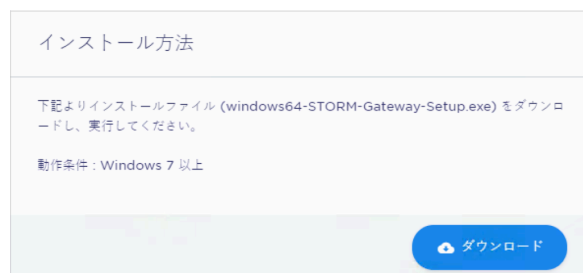 インストール方法
下記よりインストールファイル (windows64-STORM-Gateway-Setup.exe) をダウンロ
ードし、実行してください。
動作条件 : Windows 7 以上
ダウンロード